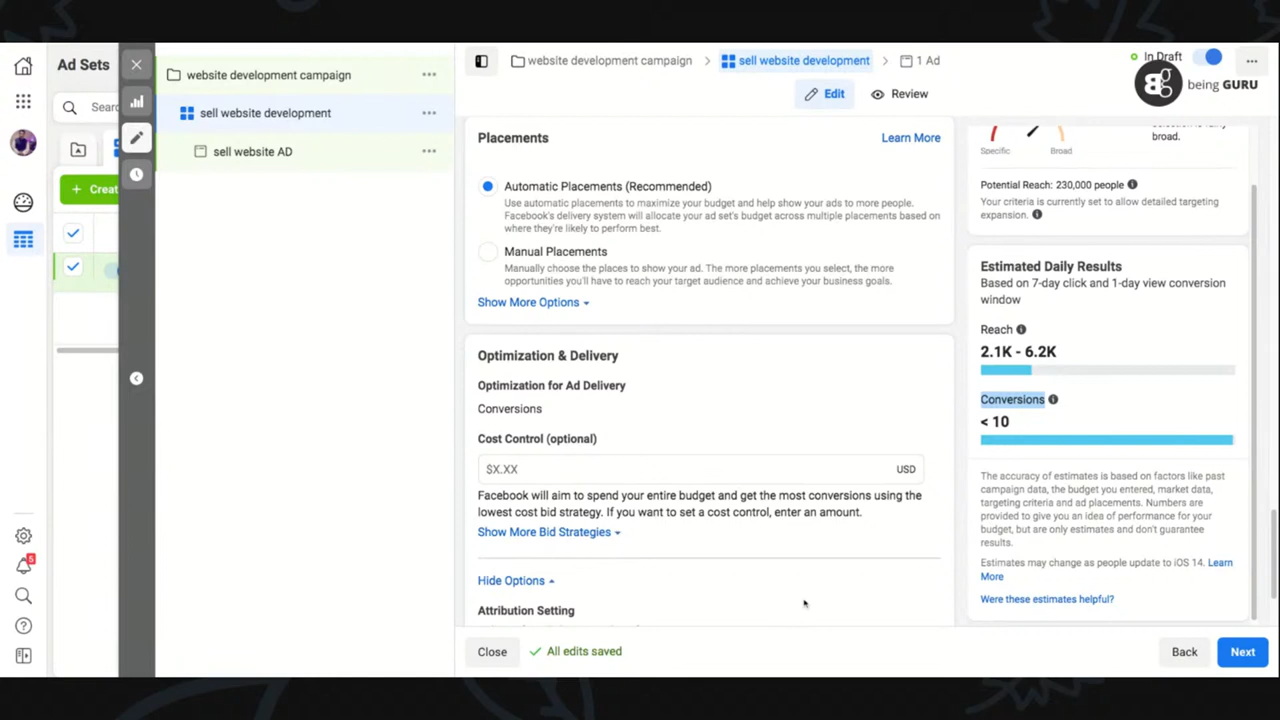 Ad Sets
Searc
Creat
website development campaign
sell website development
sell website AD
website development campaign
sell website development
1 Ad
In Draft
being GURU
Edit
Review
Placements
Learn More
Automatic Placements (Recommended)
Use automatic placements to maximize your budget and help show your ads to more people.
Facebook's delivery system will allocate your ad set's budget across multiple placements based on
where they're likely to perform best.
Manual Placements
Manually choose the places to show your ad. The more placements you select, the more
opportunities you'll have to reach your target audience and achieve your business goals.
Show More Options
Optimization & Delivery
Optimization for Ad Delivery
Conversions
Cost Control (optional)
$X.XX
USD
Facebook will aim to spend your entire budget and get the most conversions using the
lowest cost bid strategy. If you want to set a cost control, enter an amount.
Show More Bid Strategies
Hide Options
Attribution Setting
Close
All edits saved
Back
Next
broad.
Specific
Broad
Potential Reach: 230,000 people
Your criteria is currently set to allow detailed targeting
expansion.
Estimated Daily Results
Based on 7-day click and 1-day view conversion
window
Reach
2.1K - 6.2K
Conversions
< 10
The accuracy of estimates is based on factors like past
campaign data, the budget you entered, market data,
targeting criteria and ad placements. Numbers are
provided to give you an idea of performance for your
budget, but are only estimates and don't guarantee
results.
Estimates may change as people update to iOS 14. Learn
More
Were these estimates helpful?
5